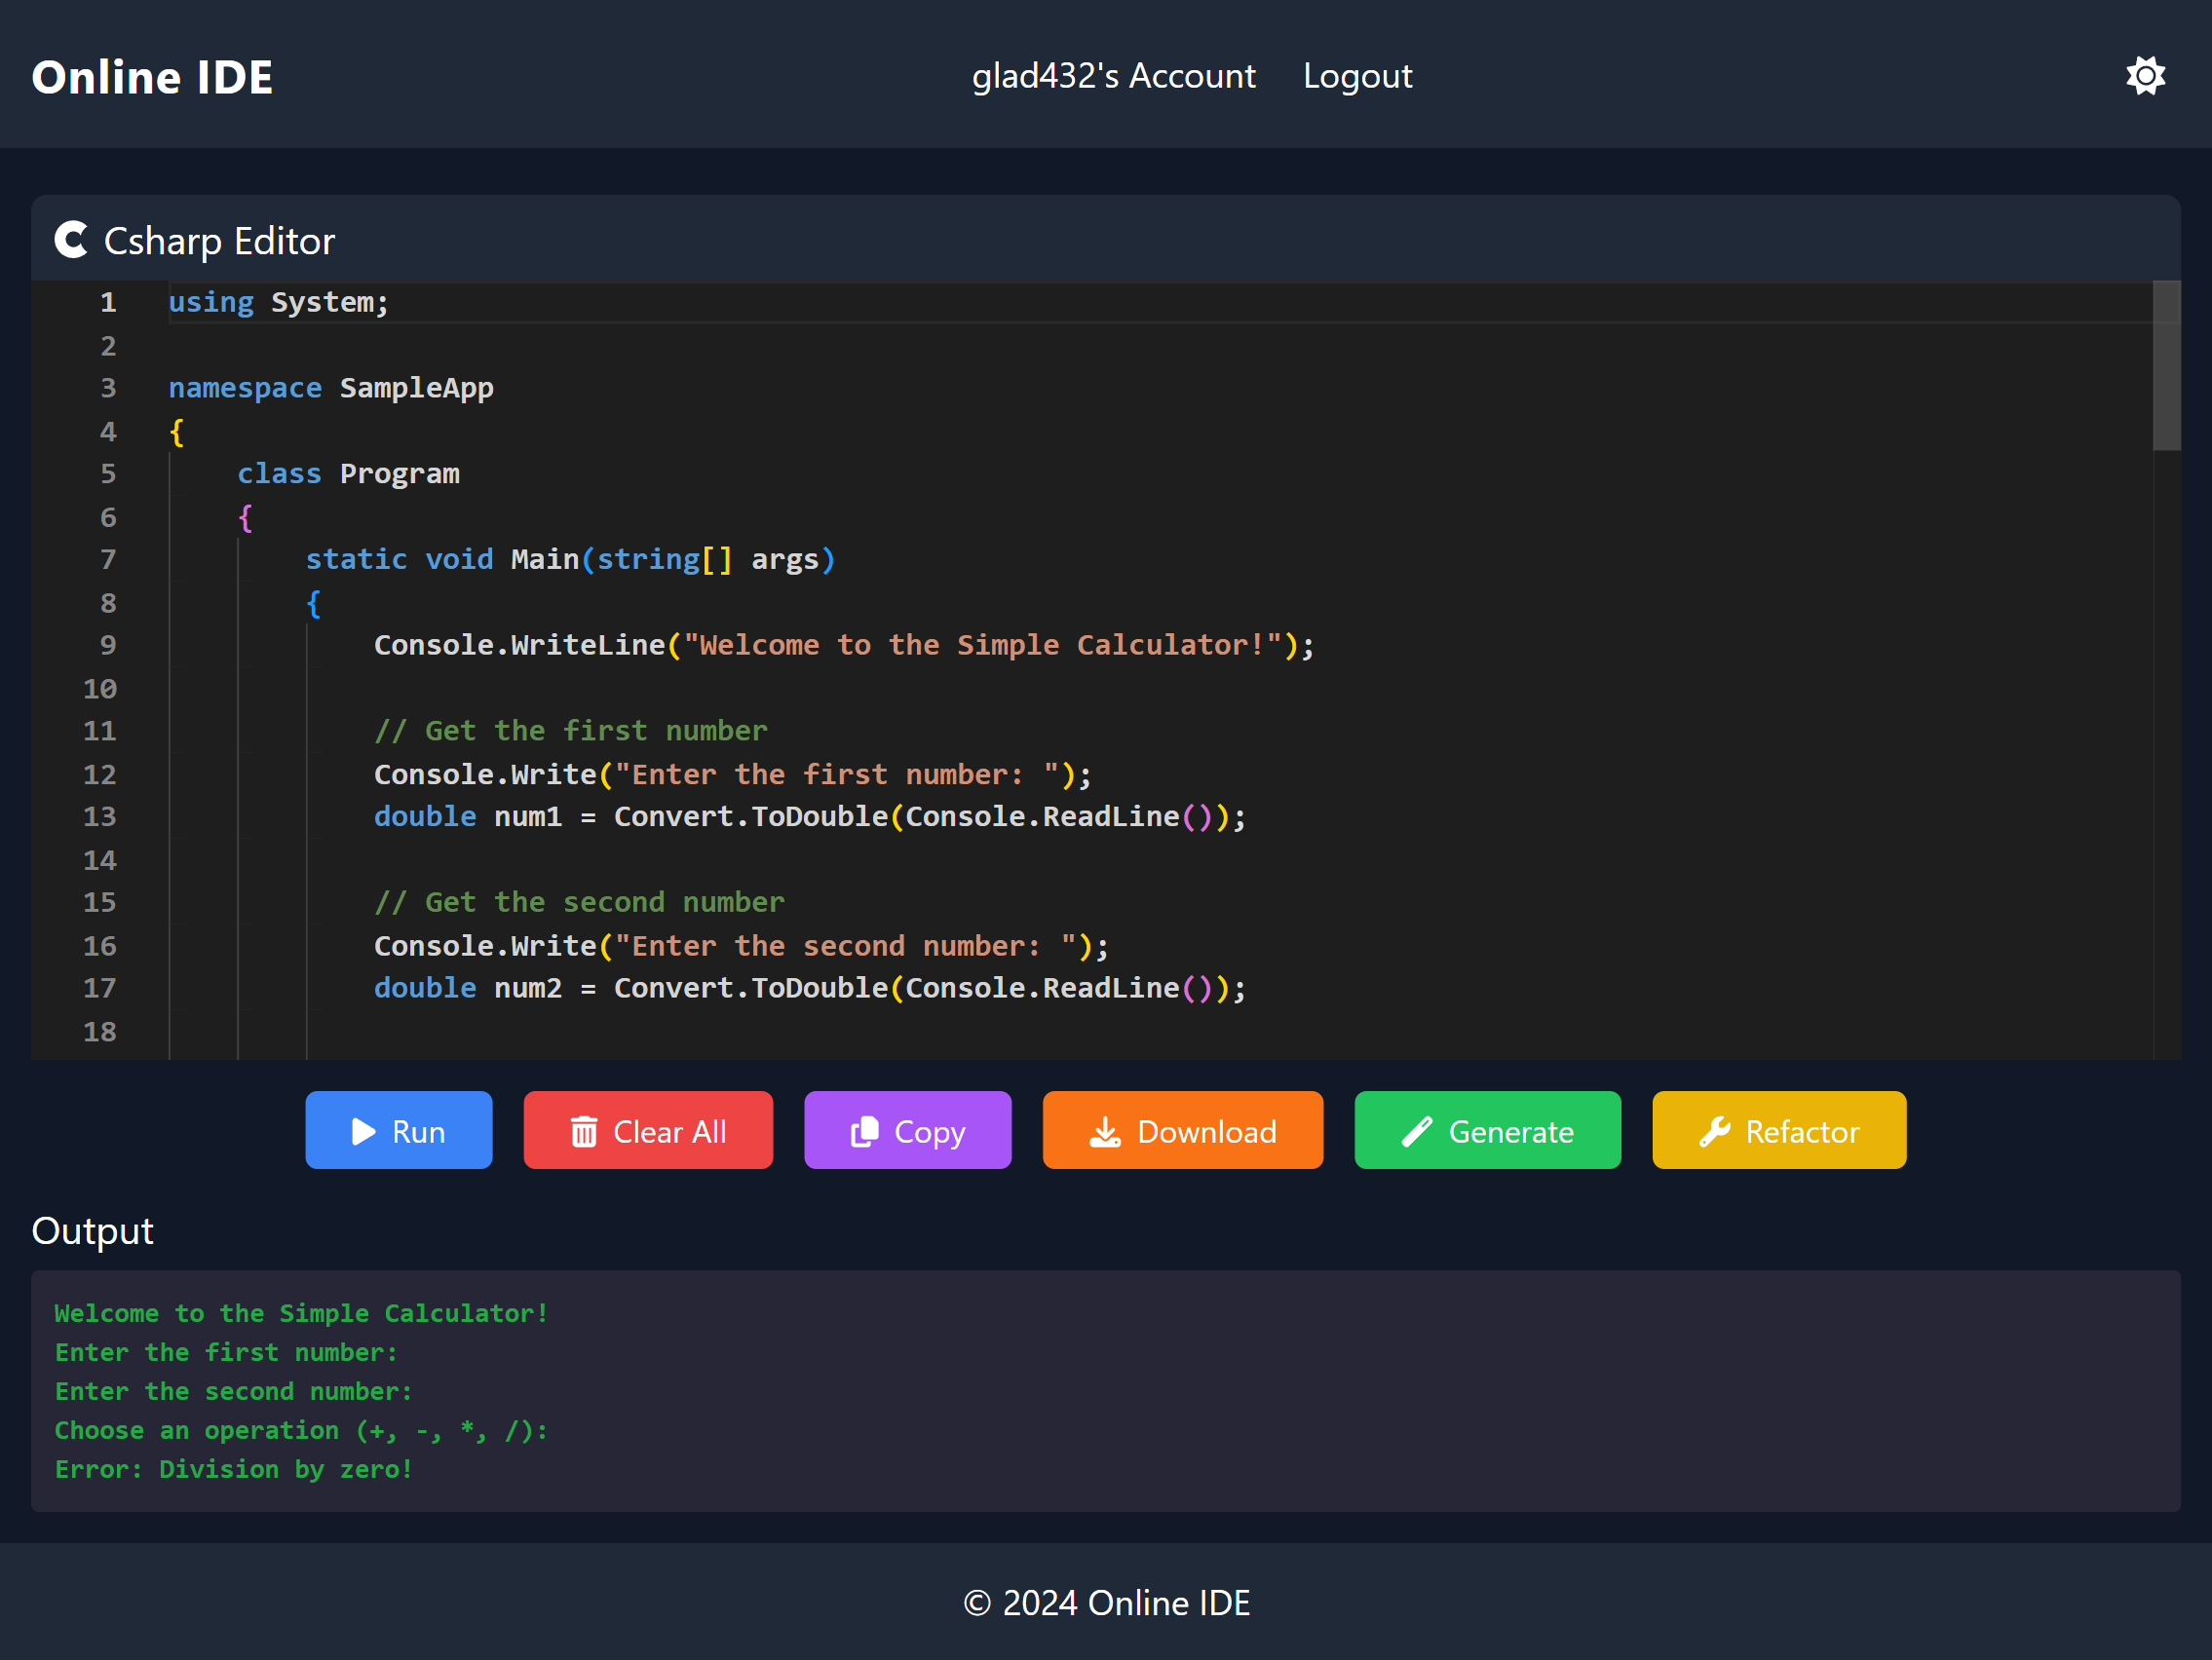 Online IDE
glad432's Account
Logout
Csharp Editor
1 using System;
2
3 namespace SampleApp
4 {
5     class Program
6     {
7         static void Main(string[] args)
8         {
9             Console.WriteLine("Welcome to the Simple Calculator!");
10
11             // Get the first number
12             Console.Write("Enter the first number: ");
13             double num1 = Convert.ToDouble(Console.ReadLine());
14
15             // Get the second number
16             Console.Write("Enter the second number: ");
17             double num2 = Convert.ToDouble(Console.ReadLine());
18
Run
Clear All
Copy
Download
Generate
Refactor
Output
Welcome to the Simple Calculator!
Enter the first number:
Enter the second number:
Choose an operation (+, -, *, /):
Error: Division by zero!
© 2024 Online IDE